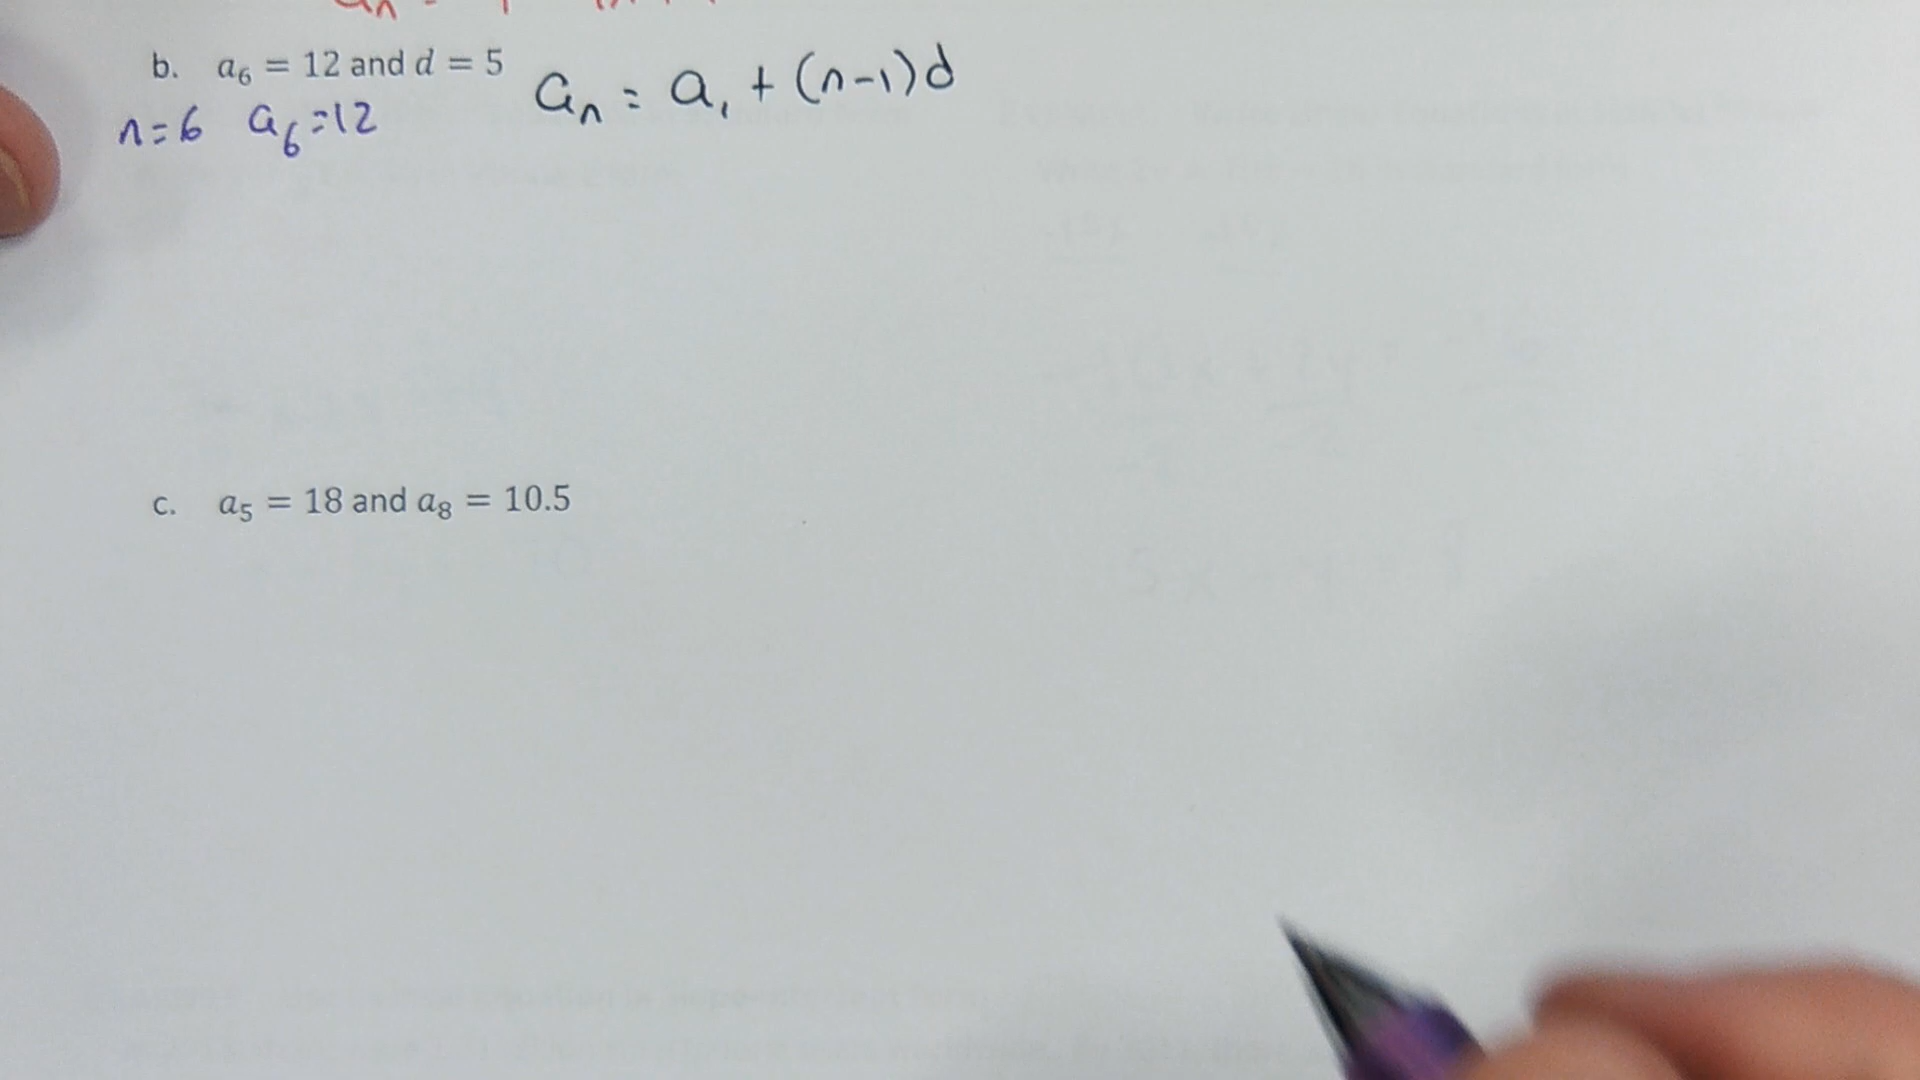 b. a₆ = 12 and d = 5 aₙ = a₁ + (n-1)d
n=6 a₆=12
c. a₅ = 18 and a₈ = 10.5